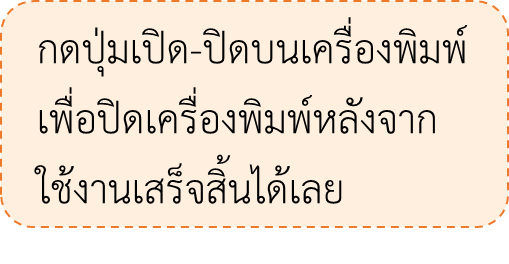 กดปุ่มเปิด-ปิดบนเครื่องพิมพ์
เพื่อปิดเครื่องพิมพ์หลังจาก
ใช้งานเสร็จสิ้นได้เลย